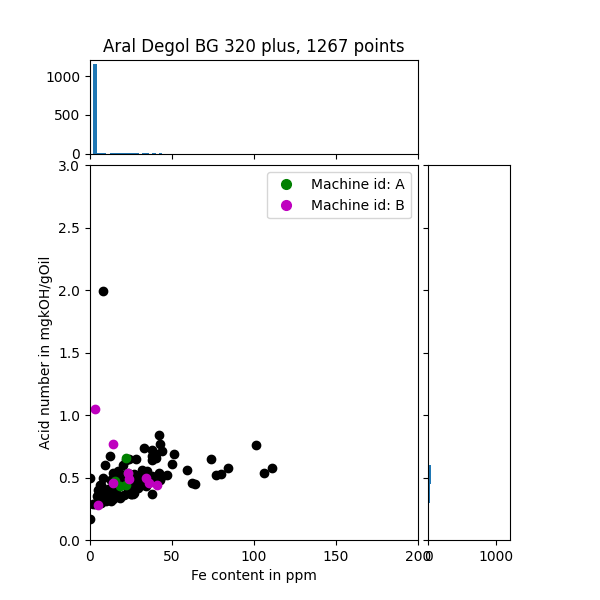 Aral Degol BG 320 plus, 1267 points
1000
500
0
3.0
Machine id: A
Machine id: B
2.5
2.0
1.5
1.0
0.5
0.0
Acid number in mgkOH/gOil
0 50 100 150 200
0 1000
Fe content in ppm